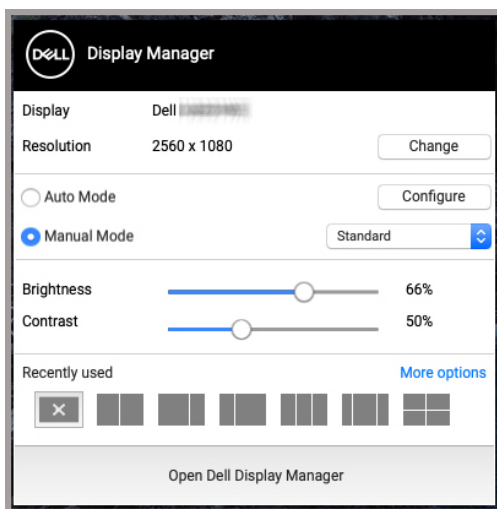 DELL Display Manager
Display Dell
Resolution 2560 x 1080 Change
Auto Mode Configure
Manual Mode Standard
Brightness 66%
Contrast 50%
Recently used More options
Open Dell Display Manager